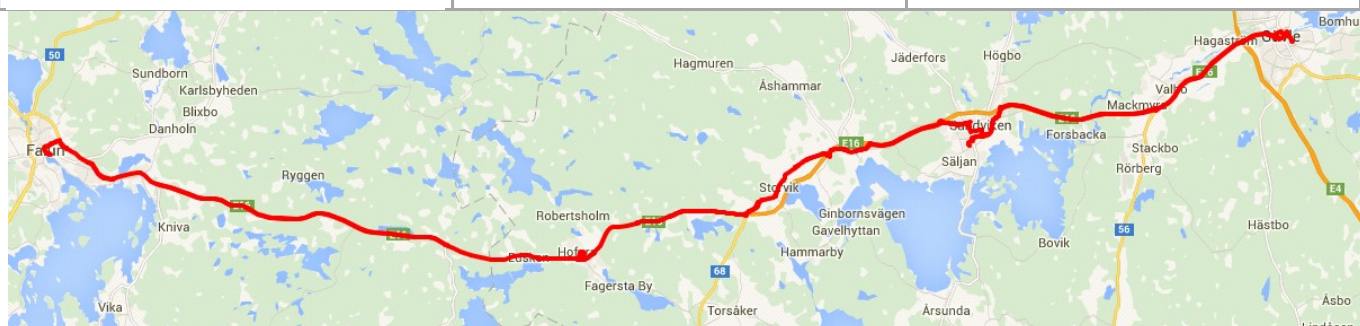 Bomhu
Hagaström
50
Jäderfors
Högbo
Hagmuren
Sundborn
Karlsbyheden
Åshammar
Valbo
Blixbo
Mackmyra
Danholn
Sandviken
Forsbacka
E16
Falun
Stackbo
Säljan
Rörberg
Ryggen
Storvik
E4
Robertsholm
Ginbornsvägen
Gavelhyttan
Hästbo
Kniva
56
Bovik
Hofors
Hammarby
68
Fagersta By
Vika
Torsåker
Årsunda
Åsbo